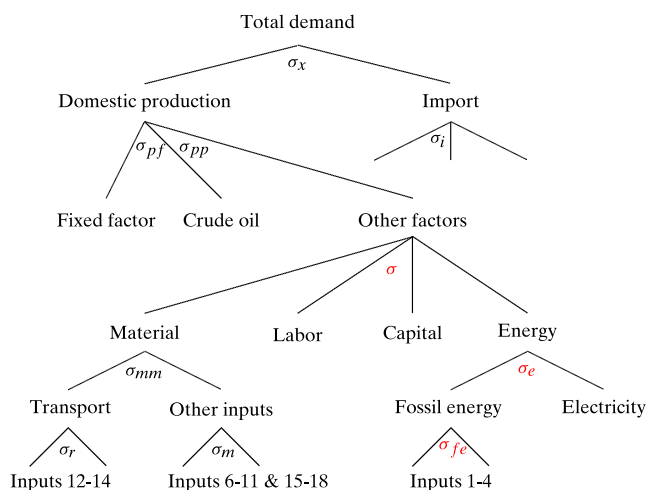 Total demand
σx
Domestic production
Import
σpf
σpp
σi
Fixed factor
Crude oil
Other factors
σ
Material
Labor
Capital
Energy
σmm
σe
Transport
Other inputs
Fossil energy
Electricity
σr
σm
σfe
Inputs 12-14
Inputs 6-11 & 15-18
Inputs 1-4